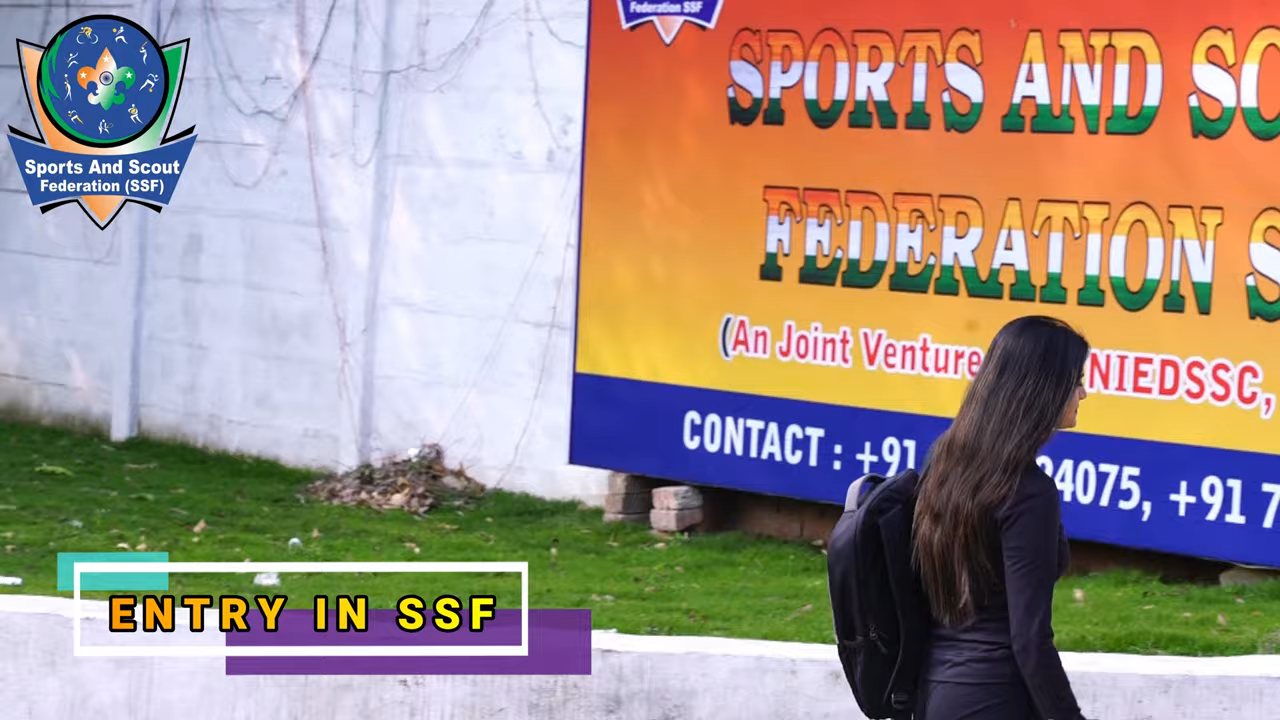 Sports And Scout
Federation (SSF)
Federation SSF
SPORTS AND SC
FEDERATION S
(An Joint Venture NIEDSSC,
CONTACT : +91 94075, +91 7
ENTRY IN SSF